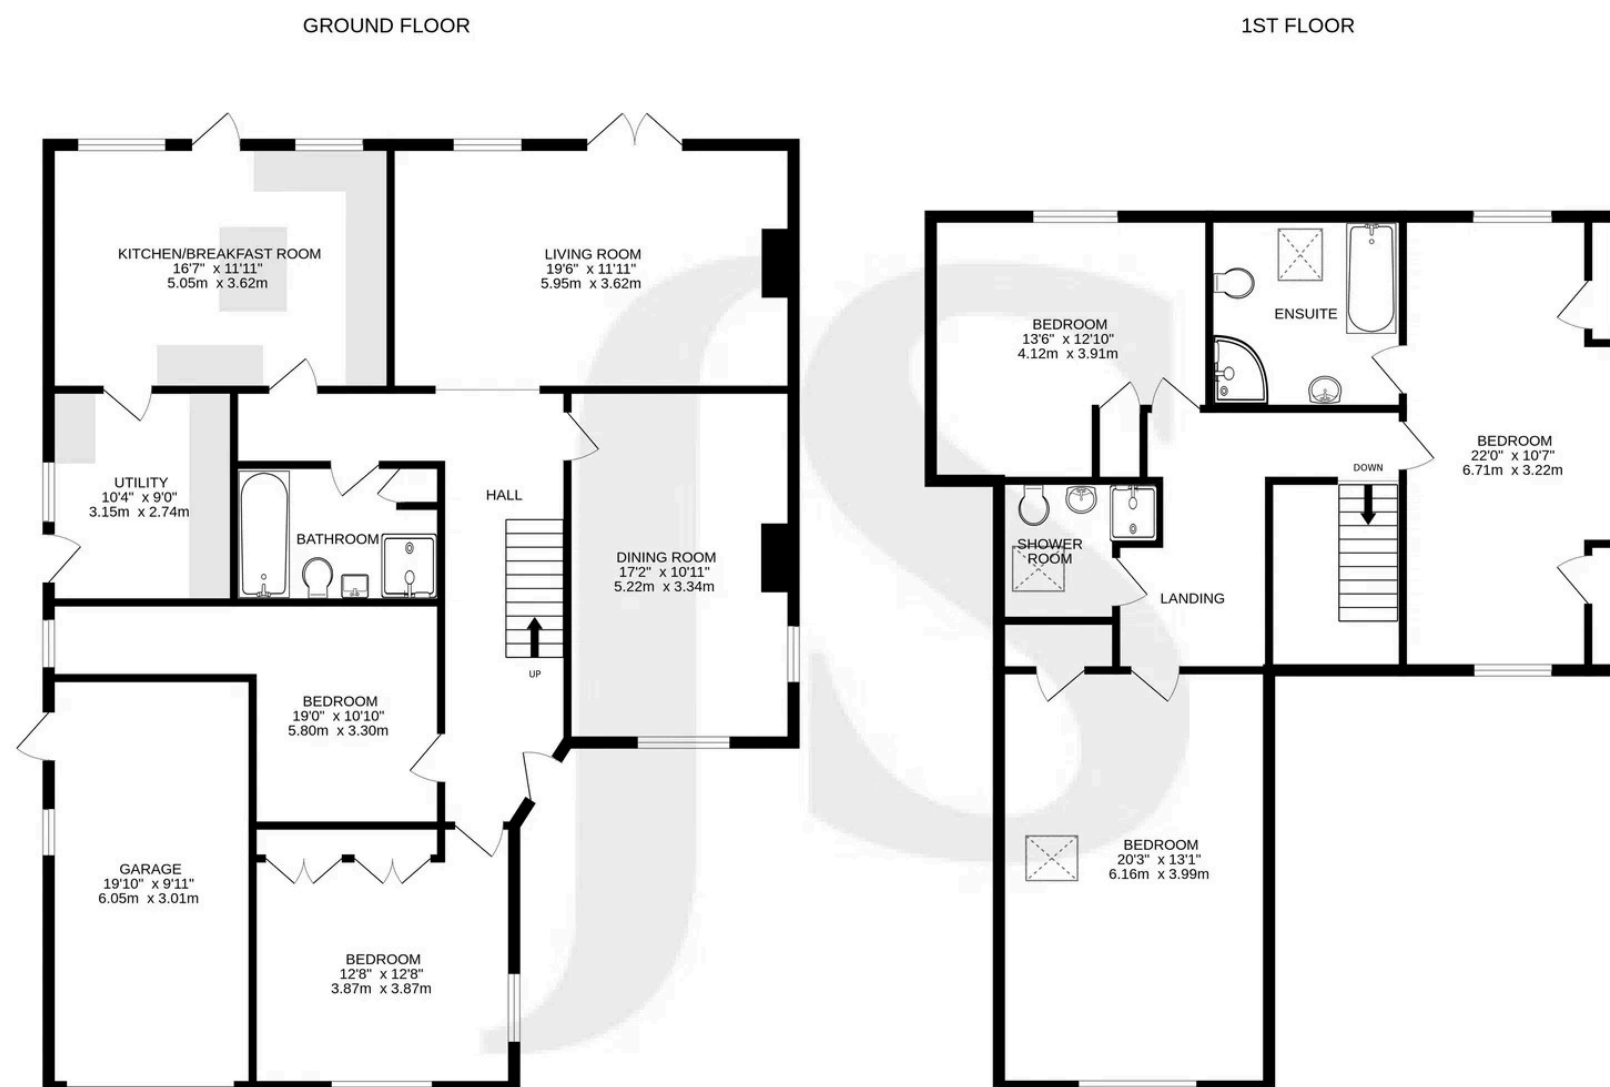 GROUND FLOOR
KITCHEN/BREAKFAST ROOM
16'7" x 11'11"
5.05m x 3.62m
LIVING ROOM
19'6" x 11'11"
5.95m x 3.62m
UTILITY
10'4" x 9'0"
3.15m x 2.74m
HALL
BATHROOM
DINING ROOM
17'2" x 10'11"
5.22m x 3.34m
UP
BEDROOM
19'0" x 10'10"
5.80m x 3.30m
GARAGE
19'10" x 9'11"
6.05m x 3.01m
BEDROOM
12'8" x 12'8"
3.87m x 3.87m
1ST FLOOR
BEDROOM
13'6" x 12'10"
4.12m x 3.91m
ENSUITE
BEDROOM
22'0" x 10'7"
6.71m x 3.22m
DOWN
SHOWER
ROOM
LANDING
BEDROOM
20'3" x 13'1"
6.16m x 3.99m
JS